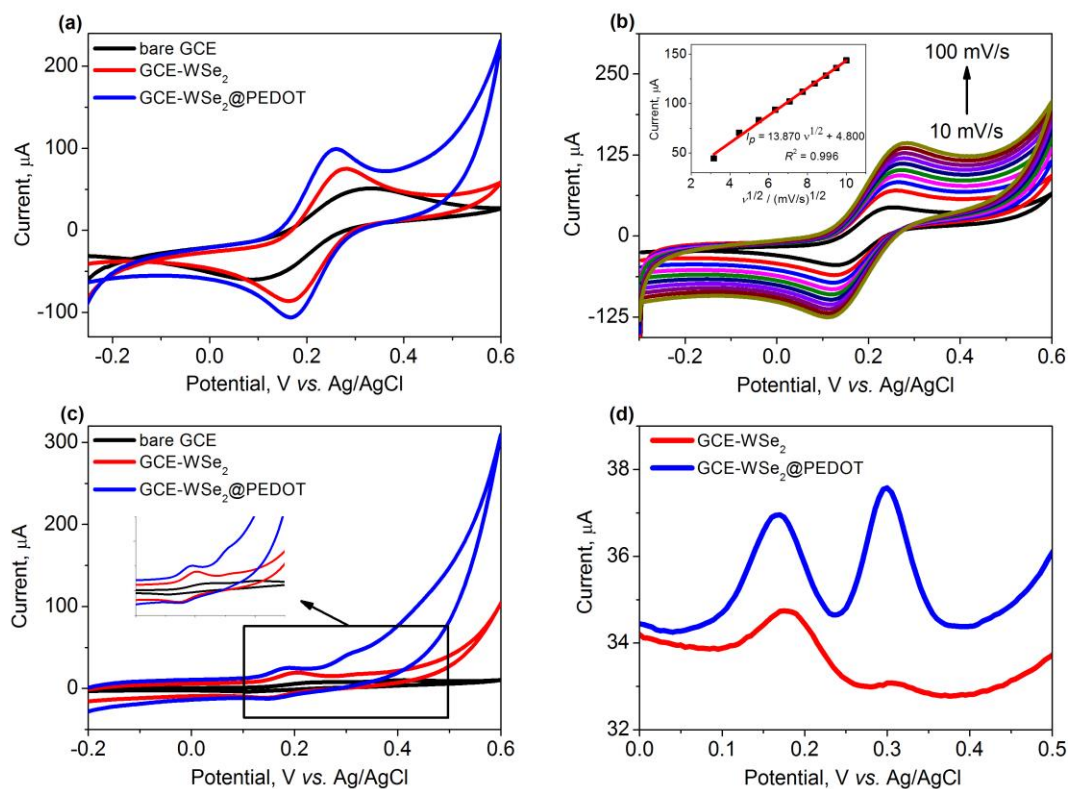 (a)
bare GCE
GCE-WSe₂
GCE-WSe₂@PEDOT
200
100
0
-100
Current, μA
-0.2 0.0 0.2 0.4 0.6
Potential, V vs. Ag/AgCl
(b)
250
125
0
-125
Current, μA
150
100
50
Current, μA
I_p = 13.870 ν^1/2 + 4.800
R² = 0.996
4 6 8 10
ν^1/2 / (mV/s)^1/2
100 mV/s
10 mV/s
-0.2 0.0 0.2 0.4 0.6
Potential, V vs. Ag/AgCl
(c)
bare GCE
GCE-WSe₂
GCE-WSe₂@PEDOT
300
200
100
0
Current, μA
-0.2 0.0 0.2 0.4 0.6
Potential, V vs. Ag/AgCl
(d)
GCE-WSe₂
GCE-WSe₂@PEDOT
38
36
34
32
Current, μA
0.0 0.1 0.2 0.3 0.4 0.5
Potential, V vs. Ag/AgCl